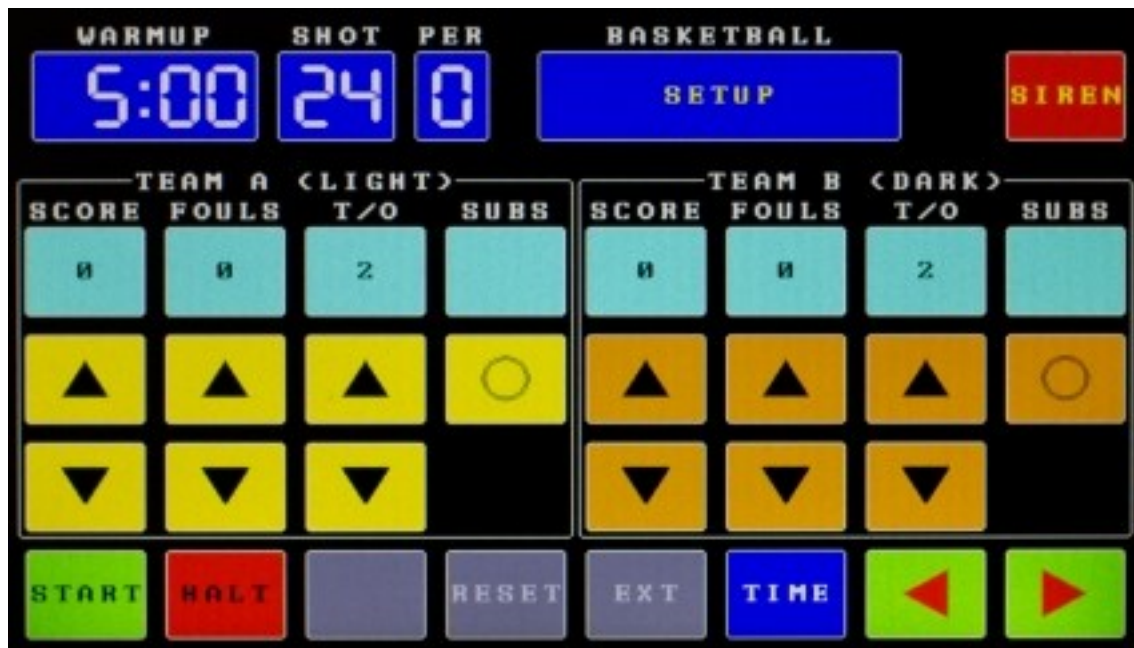 WARMUP SHOT PER BASKETBALL
5:00 24 0 SETUP SIREN
TEAM A (LIGHT) TEAM B (DARK)
SCORE FOULS T/O SUBS SCORE FOULS T/O SUBS
0 0 2 0 0 2
START HALT RESET EXT TIME